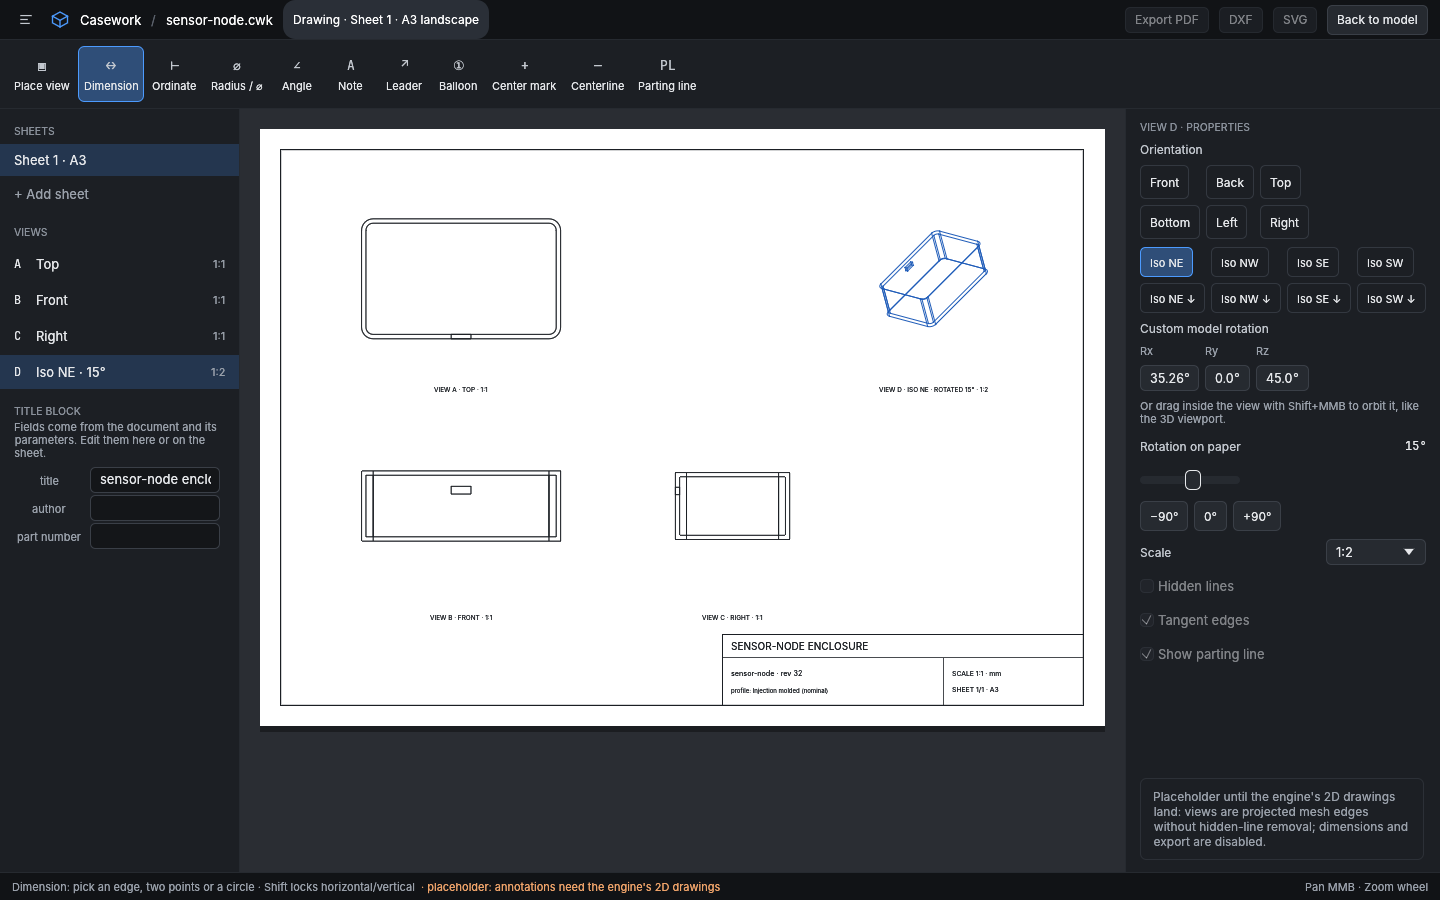 Casework / sensor-node.cwk
Drawing · Sheet 1 · A3 landscape
Export PDF
DXF
SVG
Back to model
Place view
Dimension
Ordinate
Radius / ⌀
Angle
A
Note
Leader
①
Balloon
Center mark
Centerline
PL
Parting line
SHEETS
Sheet 1 · A3
+ Add sheet
VIEWS
A Top 1:1
B Front 1:1
C Right 1:1
D Iso NE · 15° 1:2
TITLE BLOCK
Fields come from the document and its
parameters. Edit them here or on the
sheet.
title sensor-node enclo
author
part number
VIEW A · TOP · 1:1
VIEW D · ISO NE · ROTATED 15° · 1:2
VIEW B · FRONT · 1:1
VIEW C · RIGHT · 1:1
SENSOR-NODE ENCLOSURE
sensor-node · rev 32
profile: Injection molded (nominal)
SCALE 1:1 · mm
SHEET 1/1 · A3
VIEW D · PROPERTIES
Orientation
Front Back Top
Bottom Left Right
Iso NE Iso NW Iso SE Iso SW
Iso NE ↓ Iso NW ↓ Iso SE ↓ Iso SW ↓
Custom model rotation
Rx Ry Rz
35.26° 0.0° 45.0°
Or drag inside the view with Shift+MMB to orbit it, like
the 3D viewport.
Rotation on paper 15°
−90° 0° +90°
Scale 1:2
Hidden lines
Tangent edges
Show parting line
Placeholder until the engine's 2D drawings
land: views are projected mesh edges
without hidden-line removal; dimensions and
export are disabled.
Dimension: pick an edge, two points or a circle · Shift locks horizontal/vertical · placeholder: annotations need the engine's 2D drawings
Pan MMB · Zoom wheel